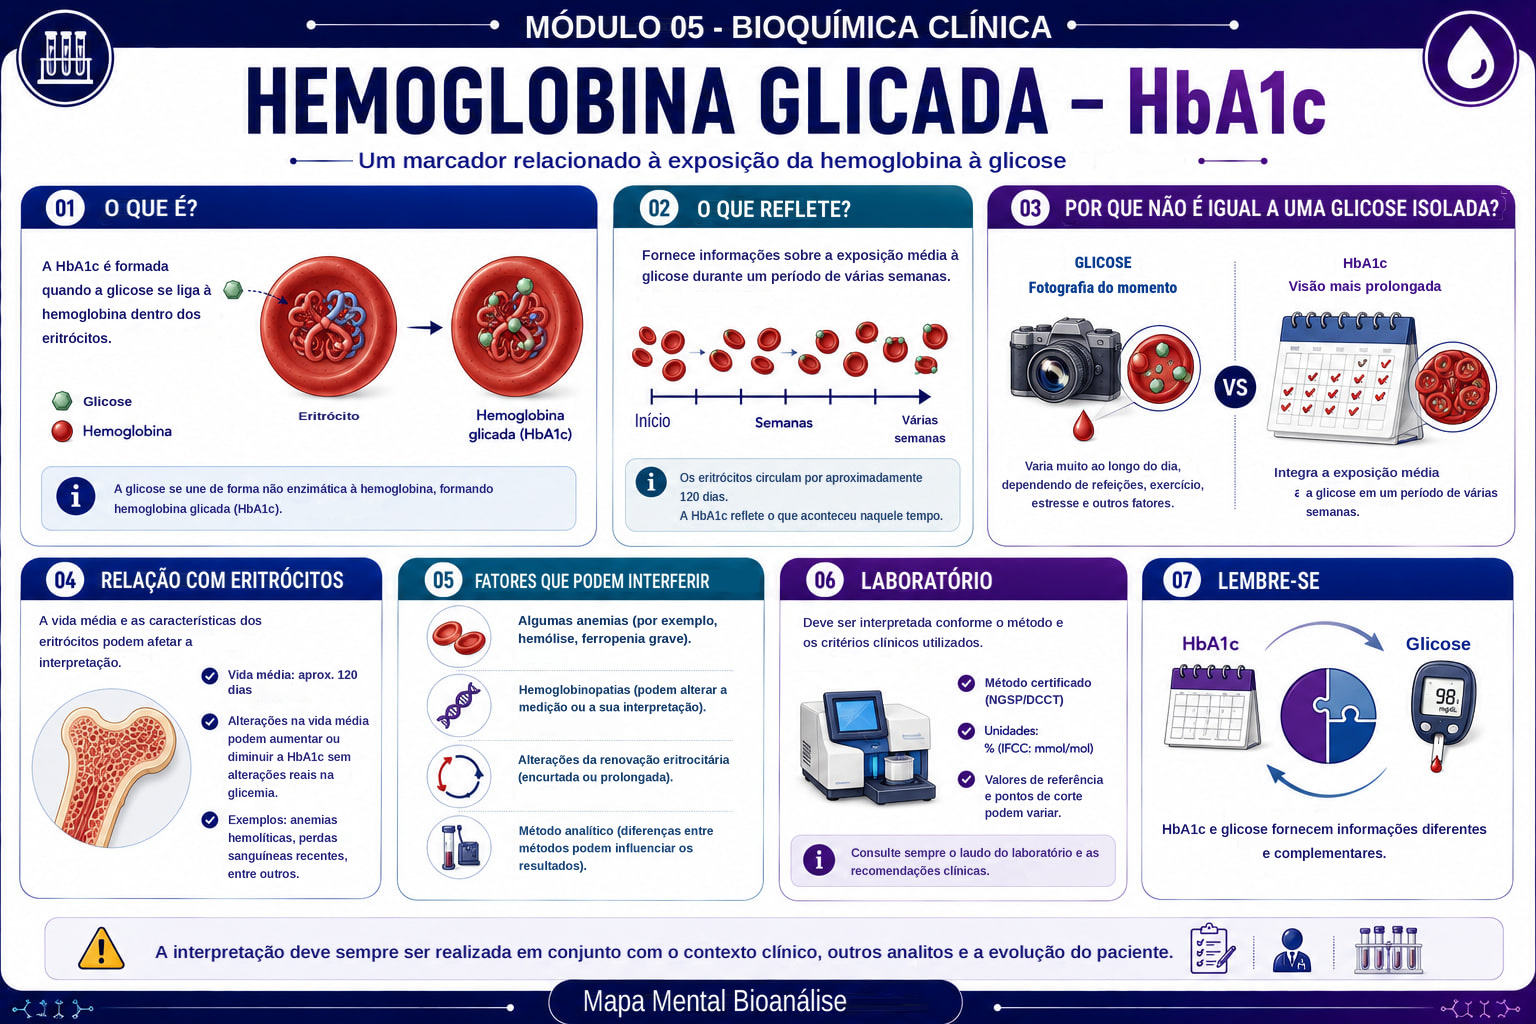 MÓDULO 05 - BIOQUÍMICA CLÍNICA
HEMOGLOBINA GLICADA – HbA1c
Um marcador relacionado à exposição da hemoglobina à glicose
01 O QUE É?
A HbA1c é formada
quando a glicose se liga à
hemoglobina dentro dos
eritrócitos.
Glicose
Hemoglobina
Eritrócito
Hemoglobina
glicada (HbA1c)
A glicose se une de forma não enzimática à hemoglobina, formando
hemoglobina glicada (HbA1c).
02 O QUE REFLETE?
Fornece informações sobre a exposição média à
glicose durante um período de várias semanas.
Início
Semanas
Várias
semanas
Os eritrócitos circulam por aproximadamente
120 dias.
A HbA1c reflete o que aconteceu naquele tempo.
03 POR QUE NÃO É IGUAL A UMA GLICOSE ISOLADA?
GLICOSE
Fotografia do momento
Varia muito ao longo do dia,
dependendo de refeições, exercício,
estresse e outros fatores.
VS
HbA1c
Visão mais prolongada
Integra a exposição média
a glicose em um período de várias
semanas.
04 RELAÇÃO COM ERITRÓCITOS
A vida média e as características dos
eritrócitos podem afetar a
interpretação.
Vida média: aprox. 120
dias
Alterações na vida média
podem aumentar ou
diminuir a HbA1c sem
alterações reais na
glicemia.
Exemplos: anemias
hemolíticas, perdas
sanguíneas recentes,
entre outros.
05 FATORES QUE PODEM INTERFERIR
Algumas anemias (por exemplo,
hemólise, ferropenia grave).
Hemoglobinopatias (podem alterar a
medição ou a sua interpretação).
Alterações da renovação eritrocitária
(encurtada ou prolongada).
Método analítico (diferenças entre
métodos podem influenciar os
resultados).
06 LABORATÓRIO
Deve ser interpretada conforme o método e
os critérios clínicos utilizados.
Método certificado
(NGSP/DCCT)
Unidades:
% (IFCC: mmol/mol)
Valores de referência
e pontos de corte
podem variar.
Consulte sempre o laudo do laboratório e as
recomendações clínicas.
07 LEMBRE-SE
HbA1c
Glicose
98
mg/dL
HbA1c e glicose fornecem informações diferentes
e complementares.
A interpretação deve sempre ser realizada em conjunto com o contexto clínico, outros analitos e a evolução do paciente.
Mapa Mental Bioanálise